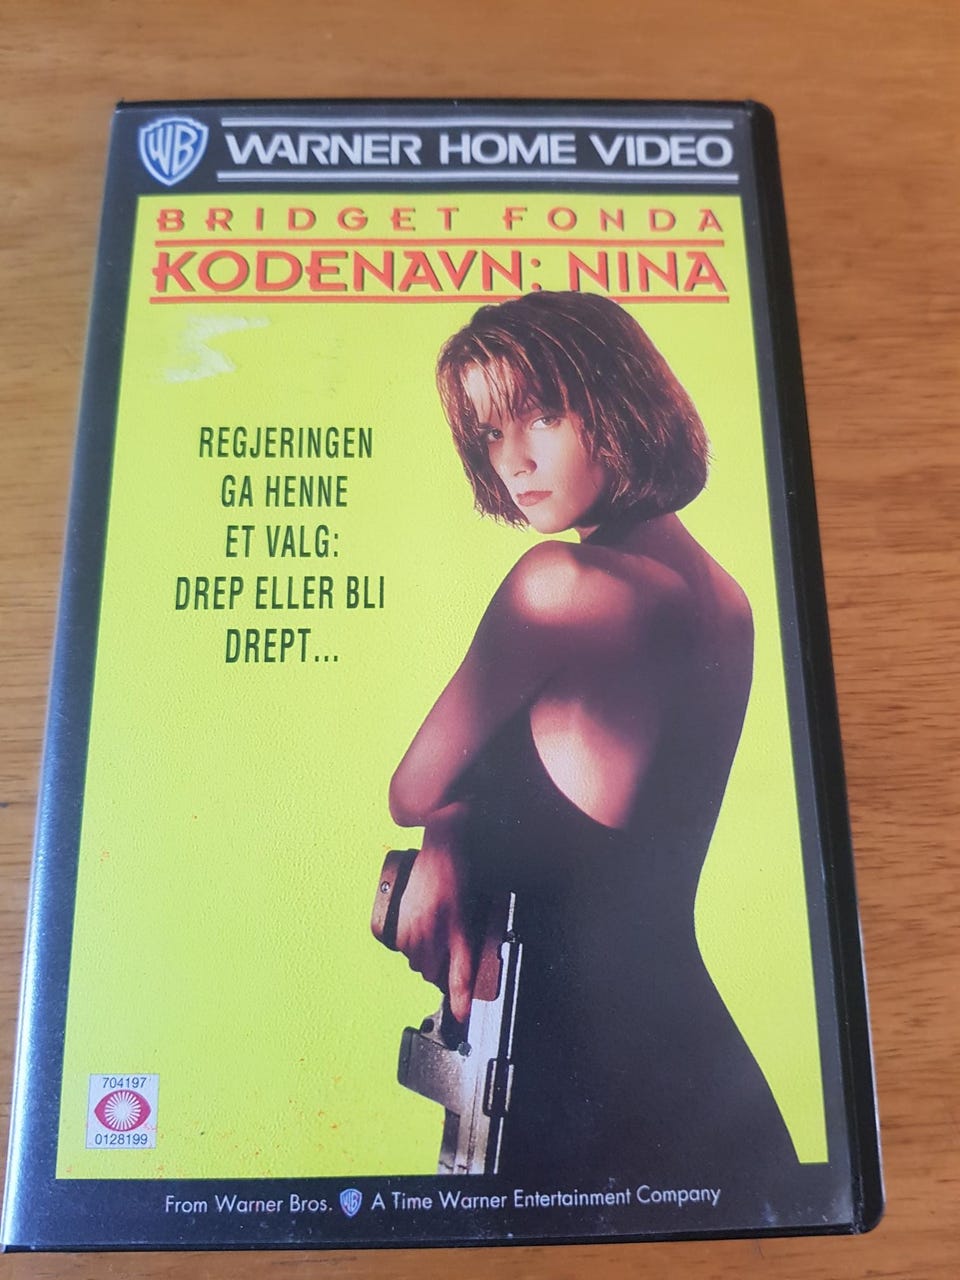 WB WARNER HOME VIDEO
BRIDGET FONDA
KODENAVN: NINA
REGJERINGEN
GA HENNE
ET VALG:
DREP ELLER BLI
DREPT...
704197
0128199
From Warner Bros. WB A Time Warner Entertainment Company